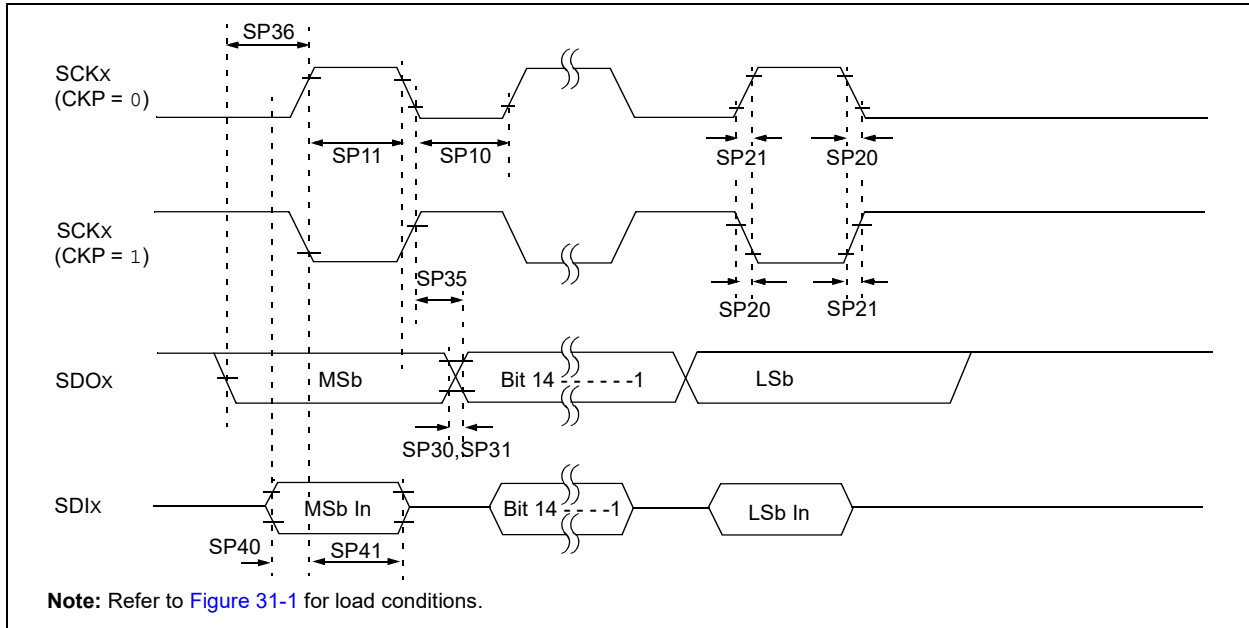 SP36
SCKx
(CKP = 0)
SP11
SP10
SP21
SP20
SCKx
(CKP = 1)
SP35
SP20
SP21
SDOx
MSb
Bit 14 - - - - - -1
LSb
SP30,SP31
SDIx
MSb In
Bit 14 - - - -1
LSb In
SP40
SP41
Note: Refer to Figure 31-1 for load conditions.